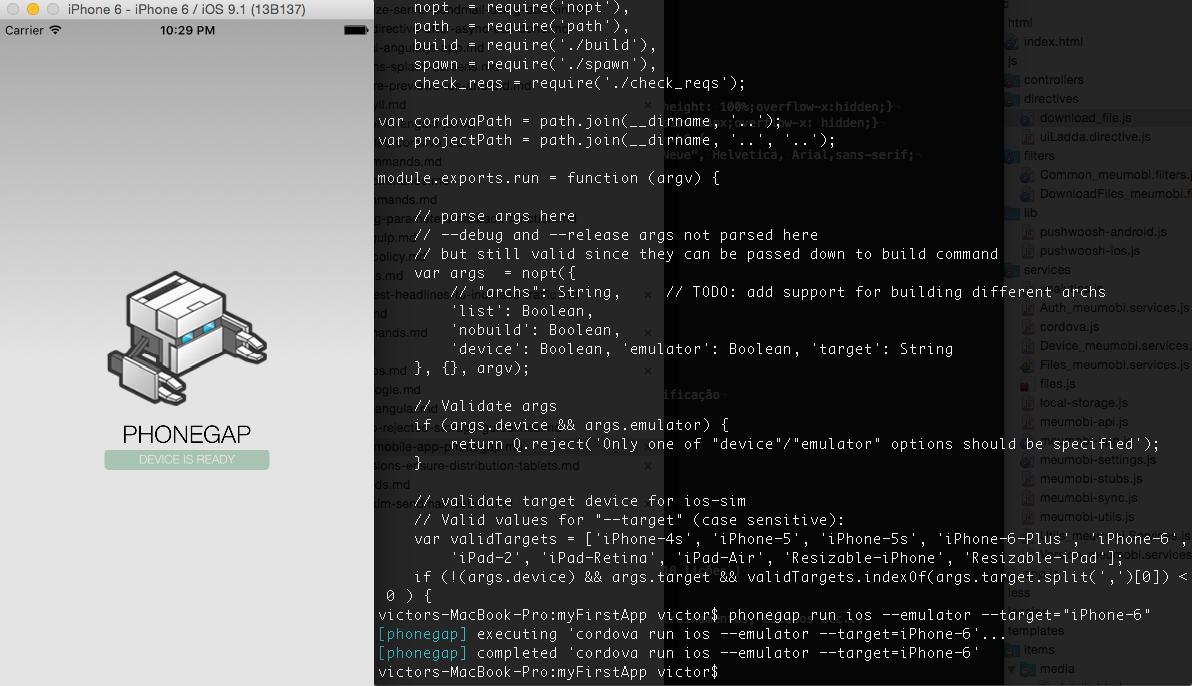 iPhone 6 - iPhone 6 / iOS 9.1 (13B137)
Carrier
10:29 PM
PHONEGAP
DEVICE IS READY
nopt = require('nopt'),
path = require('path'),
build = require('./build'),
spawn = require('./spawn'),
check_reqs = require('./check_reqs');
var cordovaPath = path.join(__dirname, '..');
var projectPath = path.join(__dirname, '..', '..');
module.exports.run = function (argv) {
// parse args here
// --debug and --release args not parsed here
// but still valid since they can be passed down to build command
var args  = nopt({
// "archs": String,     // TODO: add support for building different archs
'list': Boolean,
'nobuild': Boolean,
'device': Boolean, 'emulator': Boolean, 'target': String
}, {}, argv);
// Validate args
if (args.device && args.emulator) {
return Q.reject('Only one of "device"/"emulator" options should be specified');
}
// validate target device for ios-sim
// Valid values for "--target" (case sensitive):
var validTargets = ['iPhone-4s', 'iPhone-5', 'iPhone-5s', 'iPhone-6-Plus', 'iPhone-6',
'iPad-2', 'iPad-Retina', 'iPad-Air', 'Resizable-iPhone', 'Resizable-iPad'];
if (!(args.device) && args.target && validTargets.indexOf(args.target.split(',')[0]) <
0 ) {
victors-MacBook-Pro:myFirstApp victor$ phonegap run ios --emulator --target="iPhone-6"
[phonegap] executing 'cordova run ios --emulator --target=iPhone-6'...
[phonegap] completed 'cordova run ios --emulator --target=iPhone-6'
victors-MacBook-Pro:myFirstApp victor$
html
index.html
js
controllers
directives
download_file.js
uiLadda.directive.js
filters
Common_meumobi.filters.
DownloadFiles_meumobi.
lib
pushwoosh-android.js
pushwoosh-ios.js
services
Auth_meumobi.services.js
cordova.js
Device_meumobi.services.
Files_meumobi.services.js
files.js
local-storage.js
meumobi-api.js
meumobi-settings.js
meumobi-stubs.js
meumobi-sync.js
meumobi-utils.js
less
templates
items
media